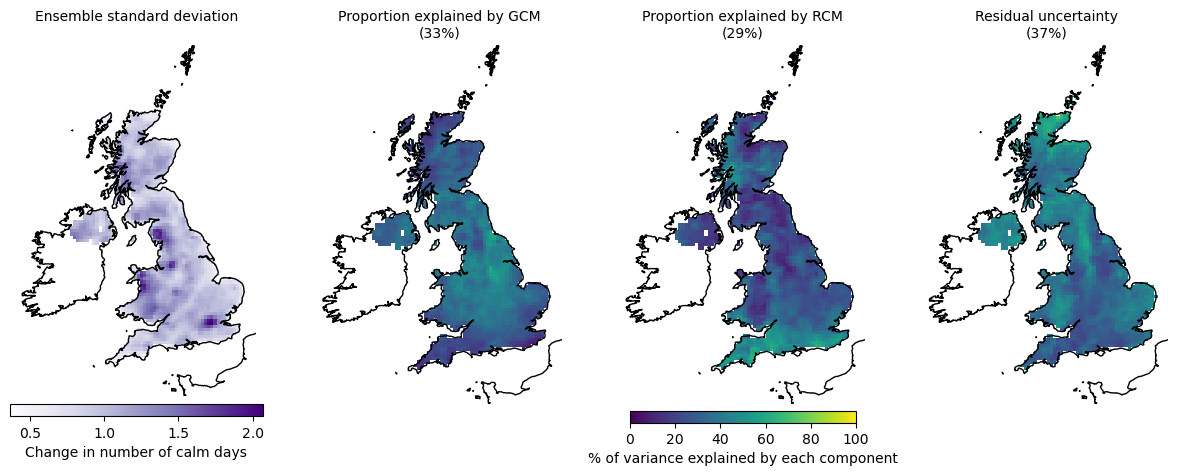 Ensemble standard deviation
Proportion explained by GCM
(33%)
Proportion explained by RCM
(29%)
Residual uncertainty
(37%)
0.5 1.0 1.5 2.0
Change in number of calm days
0 20 40 60 80 100
% of variance explained by each component